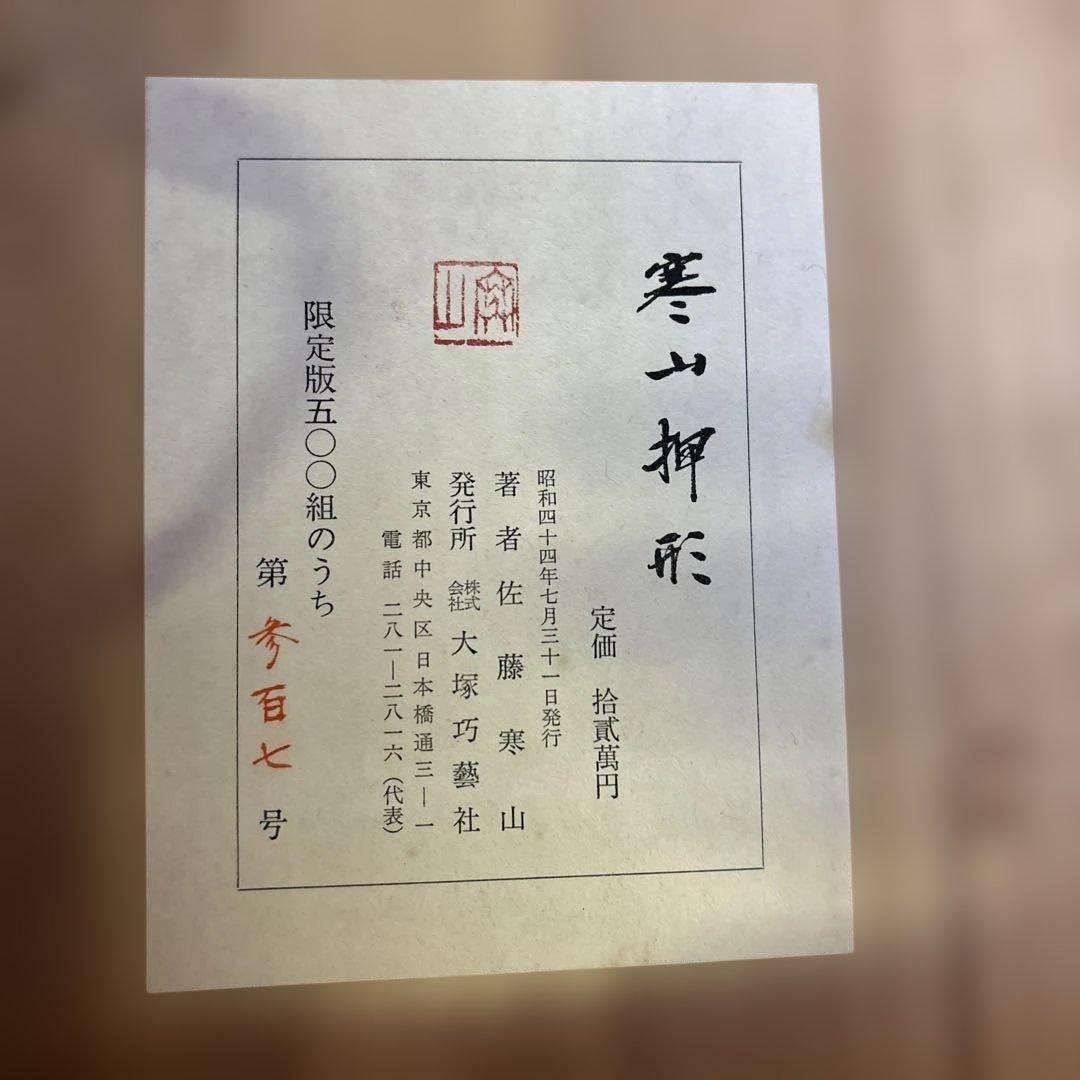 寒山押形
定価 拾貳萬円
昭和四十四年七月三十一日発行
著者 佐藤寒山
発行所 株式会社 大塚巧藝社
東京都中央区日本橋通三―一
電話 二八一―二八一六(代表)
寒山
限定版五〇〇組のうち
第参百七号